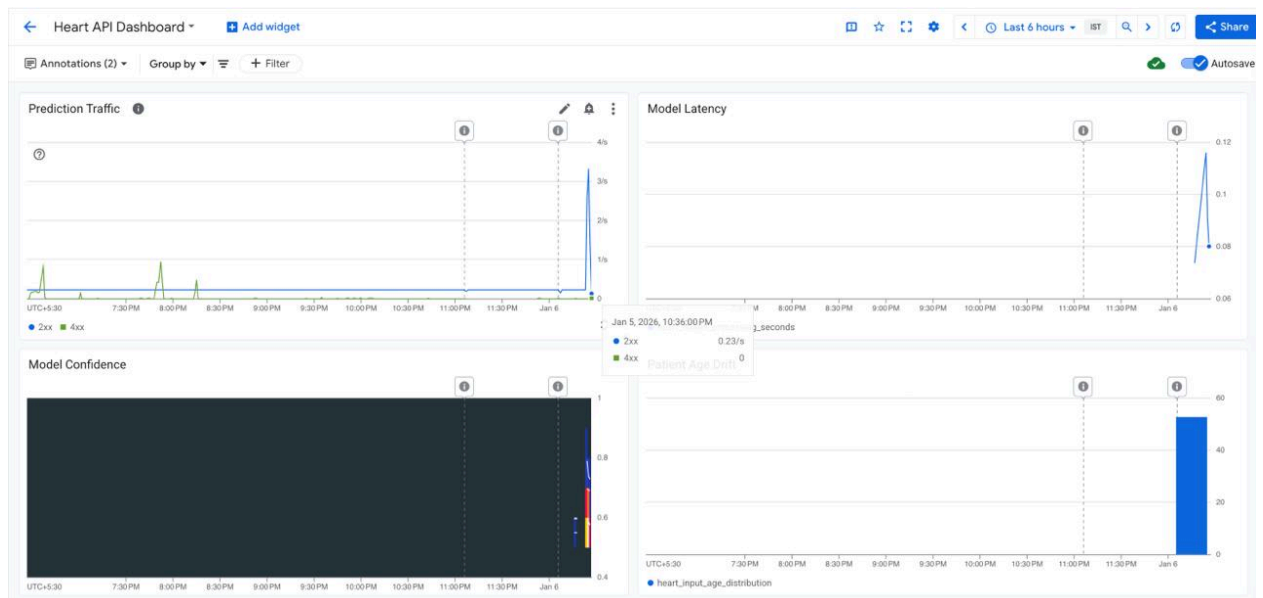 Heart API Dashboard
Add widget
Last 6 hours
IST
Share
Annotations (2)
Group by
Filter
Autosave
Prediction Traffic
4/s
3/s
2/s
1/s
0
UTC+5:30 7:30 PM 8:00 PM 8:30 PM 9:00 PM 9:30 PM 10:00 PM 10:30 PM 11:00 PM 11:30 PM Jan 6
2xx 4xx
Model Latency
0.12
0.1
0.08
0.06
8:00 PM 8:30 PM 9:00 PM 9:30 PM 10:00 PM 10:30 PM 11:00 PM 11:30 PM Jan 6
Jan 5, 2026, 10:36:00 PM
2xx 0.23/s
4xx 0
Model Confidence
1
0.8
0.6
0.4
UTC+5:30 7:30 PM 8:00 PM 8:30 PM 9:00 PM 9:30 PM 10:00 PM 10:30 PM 11:00 PM 11:30 PM Jan 6
Patient Age Drift
60
40
20
0
UTC+5:30 7:30 PM 8:00 PM 8:30 PM 9:00 PM 9:30 PM 10:00 PM 10:30 PM 11:00 PM 11:30 PM Jan 6
heart_input_age_distribution